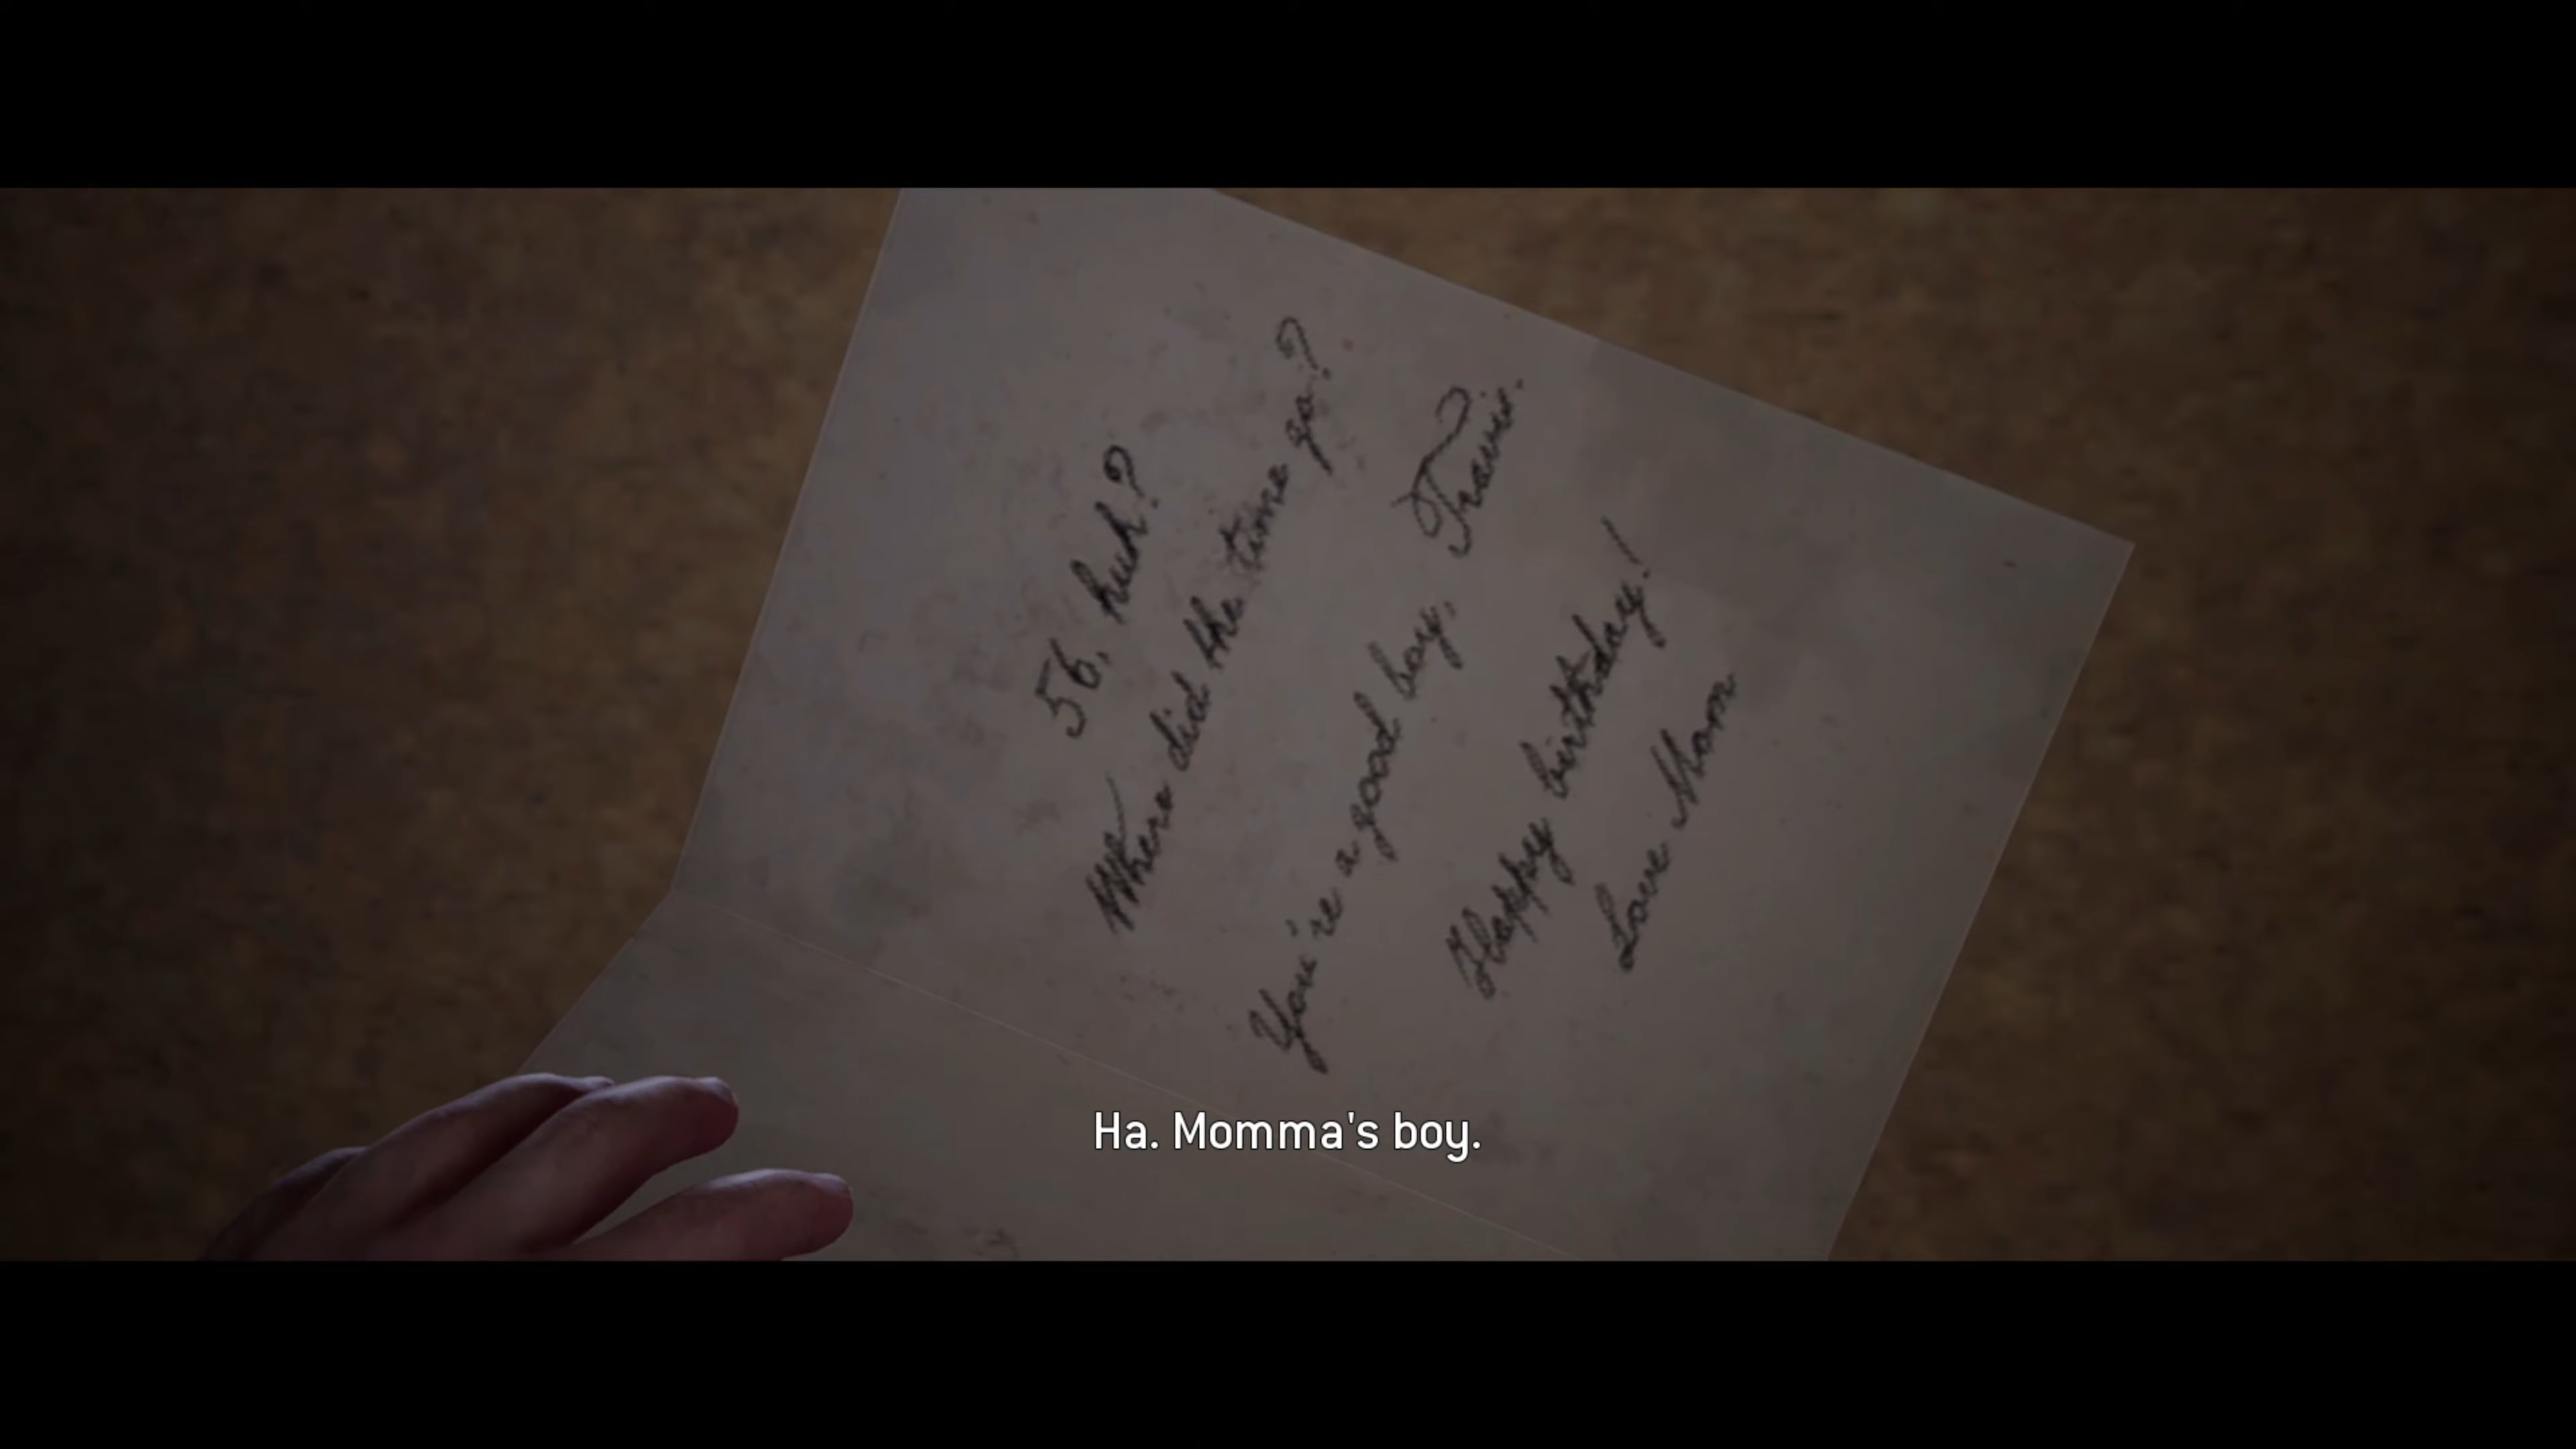 56, huh?
Where did the time go?
You're a good boy, Travis.
Happy birthday!
Love Mom
Ha. Momma's boy.